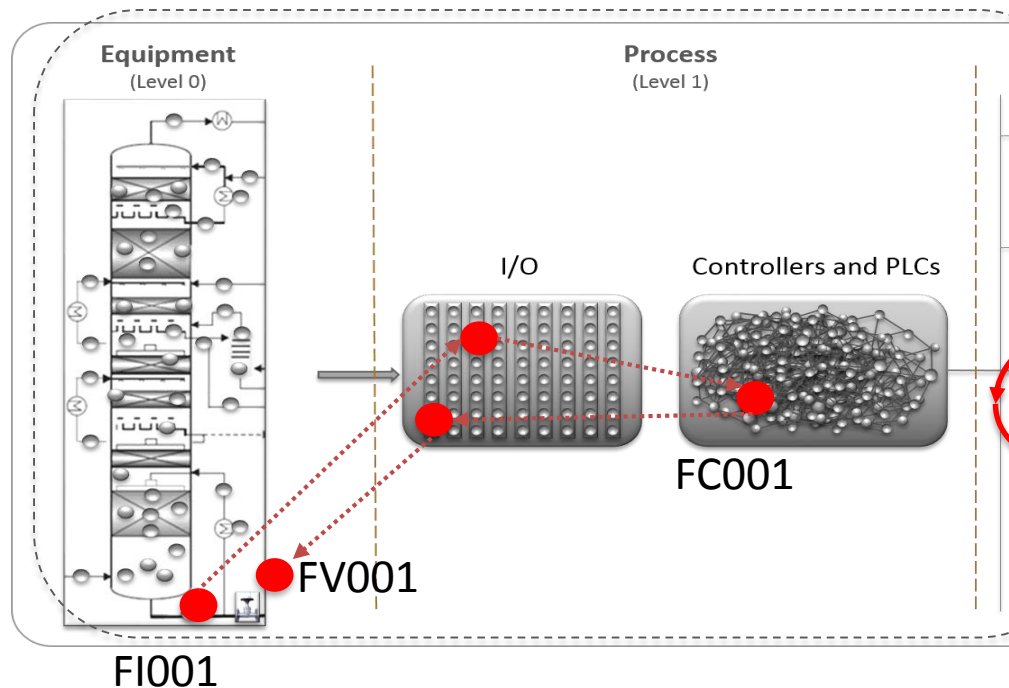 Equipment
(Level 0)
Process
(Level 1)
I/O
Controllers and PLCs
FC001
FV001
FI001